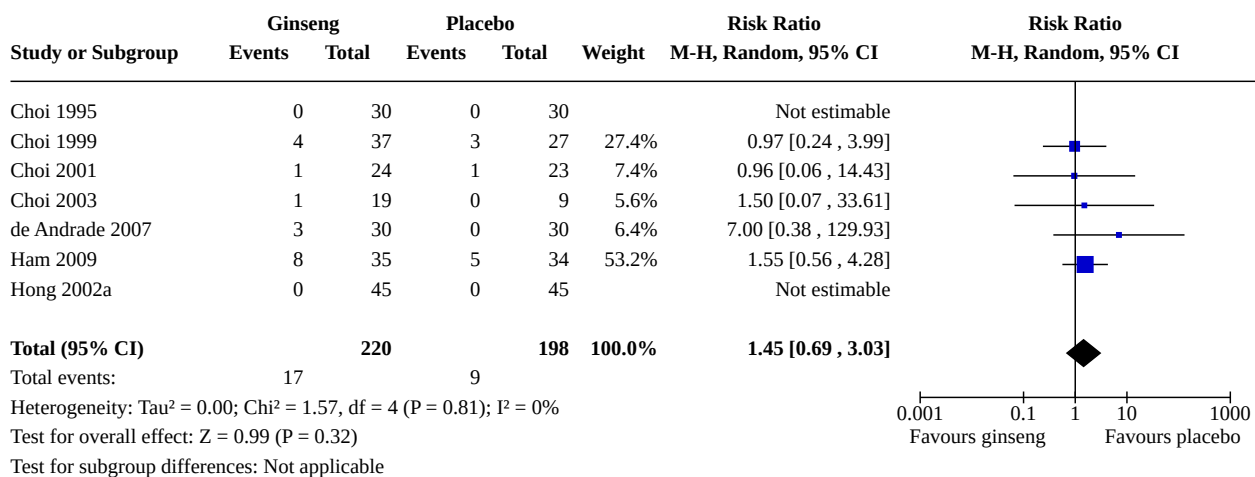 Ginseng Placebo Risk Ratio Risk Ratio
Study or Subgroup Events Total Events Total Weight M-H, Random, 95% CI M-H, Random, 95% CI
Choi 1995 0 30 0 30 Not estimable
Choi 1999 4 37 3 27 27.4% 0.97 [0.24 , 3.99]
Choi 2001 1 24 1 23 7.4% 0.96 [0.06 , 14.43]
Choi 2003 1 19 0 9 5.6% 1.50 [0.07 , 33.61]
de Andrade 2007 3 30 0 30 6.4% 7.00 [0.38 , 129.93]
Ham 2009 8 35 5 34 53.2% 1.55 [0.56 , 4.28]
Hong 2002a 0 45 0 45 Not estimable
Total (95% CI) 220 198 100.0% 1.45 [0.69 , 3.03]
Total events: 17 9
Heterogeneity: Tau² = 0.00; Chi² = 1.57, df = 4 (P = 0.81); I² = 0%
Test for overall effect: Z = 0.99 (P = 0.32)
Test for subgroup differences: Not applicable
0.001 0.1 1 10 1000
Favours ginseng Favours placebo